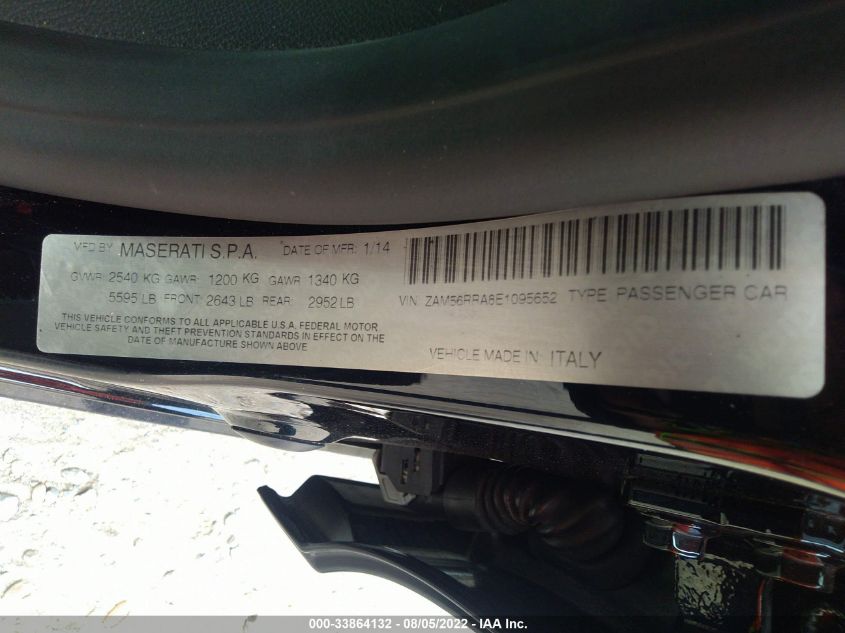 MFD BY MASERATI S.P.A. DATE OF MFR: 1/14
GVWR: 2540 KG GAWR: 1200 KG GAWR 1340 KG
5595 LB FRONT: 2643 LB REAR: 2952 LB
THIS VEHICLE CONFORMS TO ALL APPLICABLE U.S.A. FEDERAL MOTOR
VEHICLE SAFETY AND THEFT PREVENTION STANDARDS IN EFFECT ON THE
DATE OF MANUFACTURE SHOWN ABOVE
VIN: ZAM56RRA8E1095652 TYPE PASSENGER CAR
VEHICLE MADE IN: ITALY
000-33864132 - 08/05/2022 - IAA Inc.